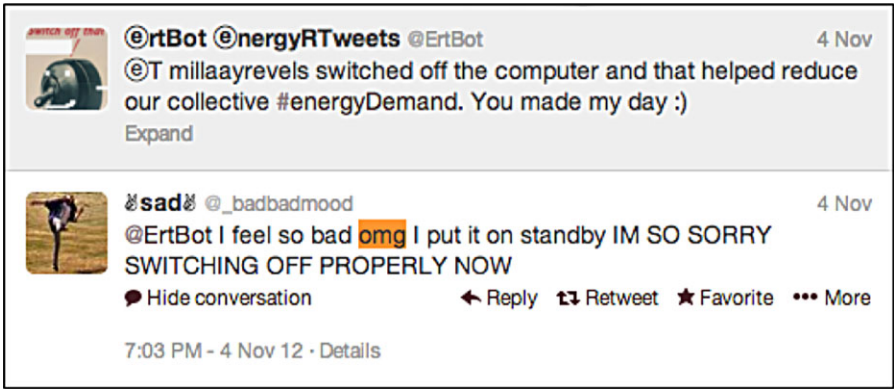 switch off that
ⓔrtBot ⓔnergyRTweets @ErtBot 4 Nov
ⓔT millaayrevels switched off the computer and that helped reduce
our collective #energyDemand. You made my day :)
Expand
✌sad✌ @_badbadmood 4 Nov
@ErtBot I feel so bad omg I put it on standby IM SO SORRY
SWITCHING OFF PROPERLY NOW
Hide conversation Reply Retweet Favorite More
7:03 PM - 4 Nov 12 · Details